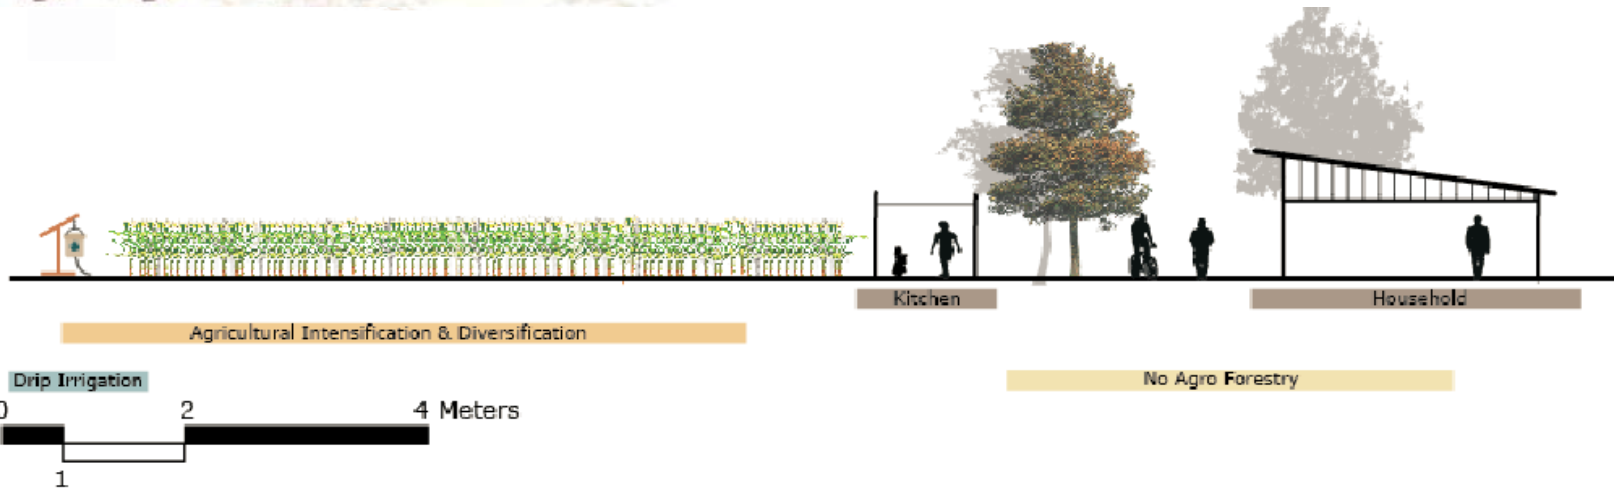 Kitchen
Household
Agricultural Intensification & Diversification
Drip Irrigation
No Agro Forestry
0 2 4 Meters
1